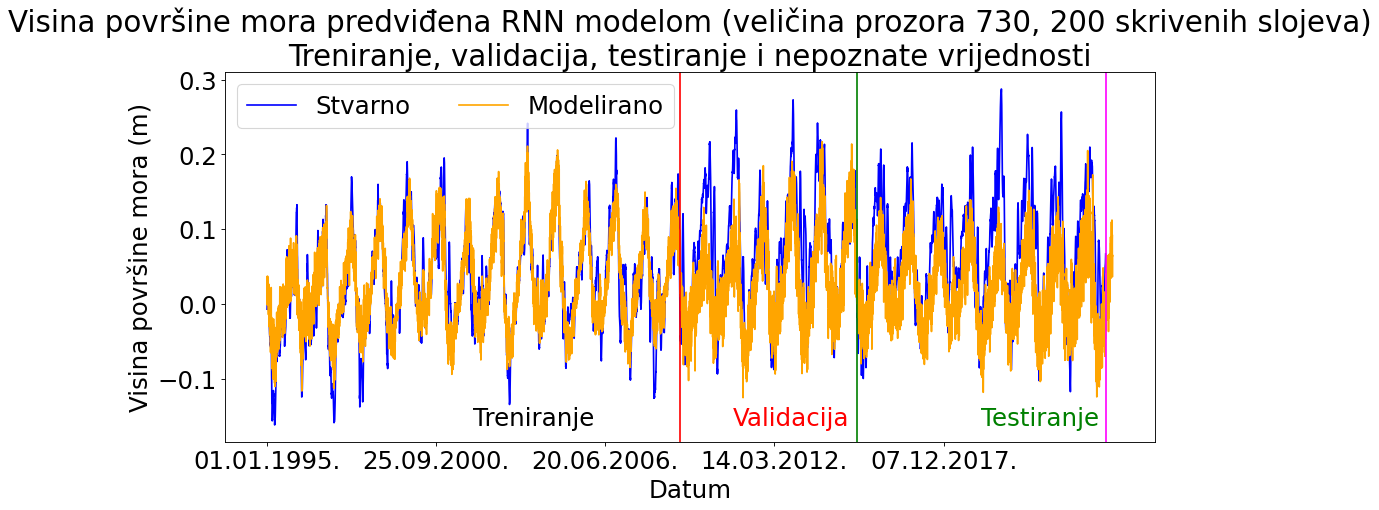 Visina površine mora predviđena RNN modelom (veličina prozora 730, 200 skrivenih slojeva)
Treniranje, validacija, testiranje i nepoznate vrijednosti
Stvarno Modelirano
Visina površine mora (m)
0.3
0.2
0.1
0.0
−0.1
Treniranje Validacija Testiranje
01.01.1995. 25.09.2000. 20.06.2006. 14.03.2012. 07.12.2017.
Datum